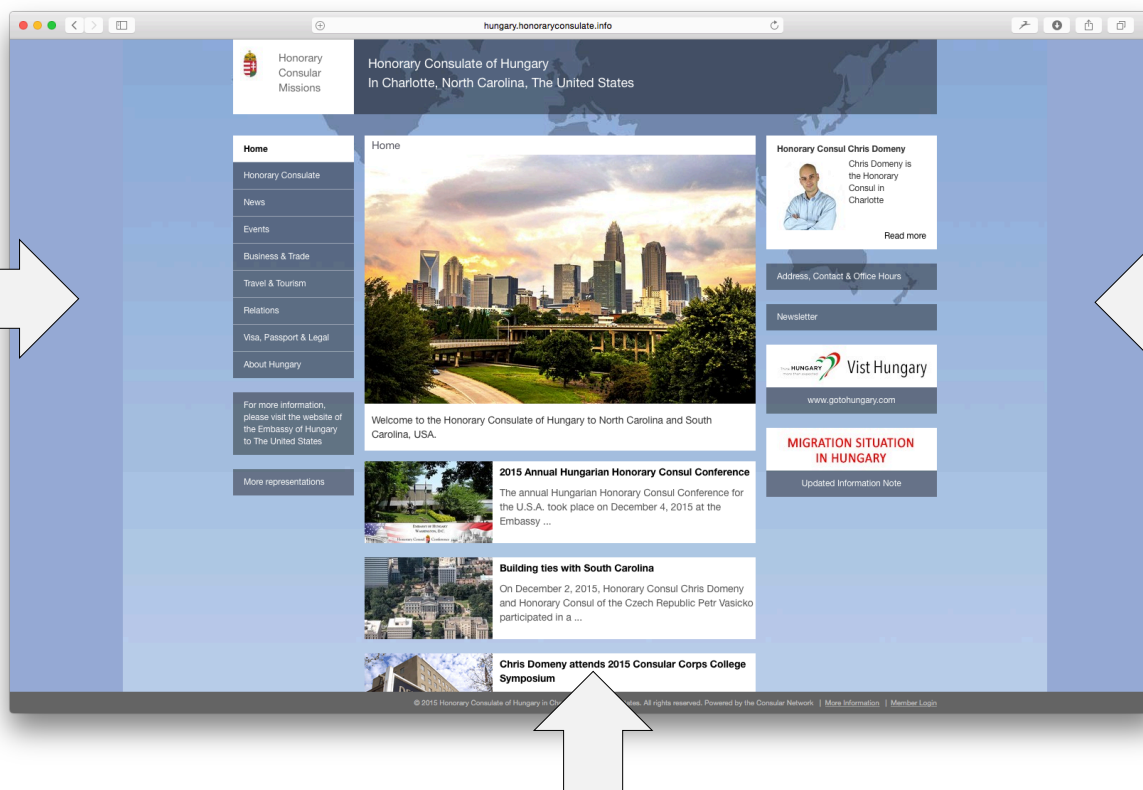 hungary.honoraryconsulate.info
Honorary
Consular
Missions
Honorary Consulate of Hungary
In Charlotte, North Carolina, The United States
Home
Honorary Consulate
News
Events
Business & Trade
Travel & Tourism
Relations
Visa, Passport & Legal
About Hungary
For more information,
please visit the website of
the Embassy of Hungary
to The United States
More representations
Home
Welcome to the Honorary Consulate of Hungary to North Carolina and South
Carolina, USA.
EMBASSY OF HUNGARY
WASHINGTON, D.C.
Honorary Consul Conference
2015 Annual Hungarian Honorary Consul Conference
The annual Hungarian Honorary Consul Conference for
the U.S.A. took place on December 4, 2015 at the
Embassy ...
Building ties with South Carolina
On December 2, 2015, Honorary Consul Chris Domeny
and Honorary Consul of the Czech Republic Petr Vasicko
participated in a ...
Chris Domeny attends 2015 Consular Corps College
Symposium
Honorary Consul Chris Domeny
Chris Domeny is
the Honorary
Consul in
Charlotte
Read more
Address, Contact & Office Hours
Newsletter
HUNGARY
Vist Hungary
www.gotohungary.com
MIGRATION SITUATION
IN HUNGARY
Updated Information Note
© 2015 Honorary Consulate of Hungary in All rights reserved. Powered by the Consular Network | More Information | Member Login